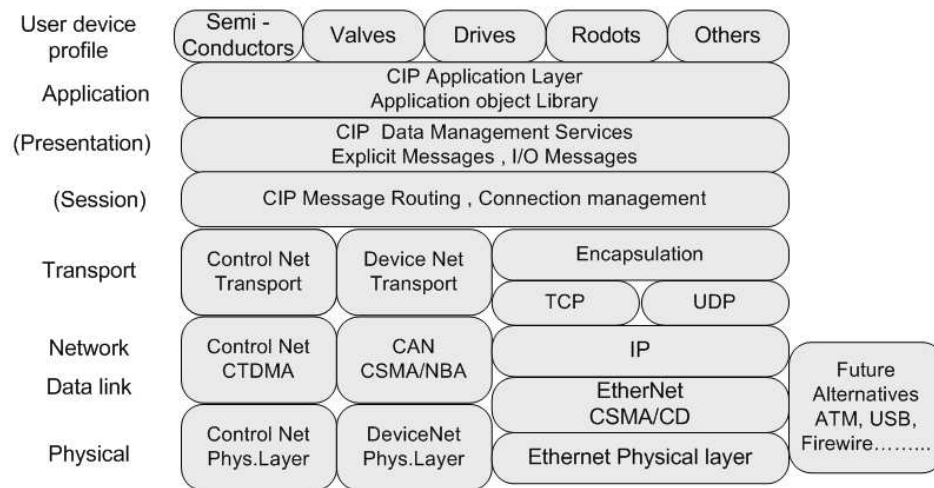 User device
profile
Semi -
Conductors
Valves
Drives
Rodots
Others
Application
CIP Application Layer
Application object Library
(Presentation)
CIP Data Management Services
Explicit Messages , I/O Messages
(Session)
CIP Message Routing , Connection management
Transport
Control Net
Transport
Device Net
Transport
Encapsulation
TCP
UDP
Network
Data link
Control Net
CTDMA
CAN
CSMA/NBA
IP
EtherNet
CSMA/CD
Physical
Control Net
Phys.Layer
DeviceNet
Phys.Layer
Ethernet Physical layer
Future
Alternatives
ATM, USB,
Firewire……...